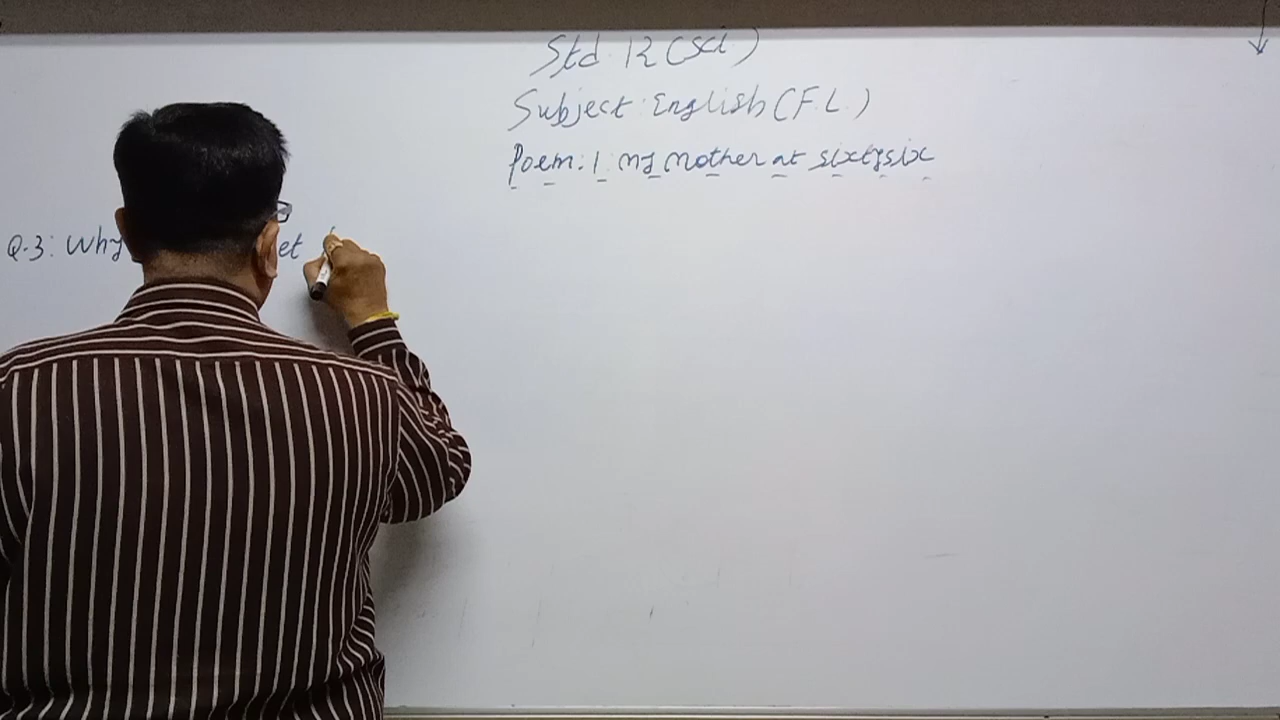 Std. 12 (Sci)
Subject: English (F.L.)
Poem: 1. My Mother at sixtysix
Q-3: Why et